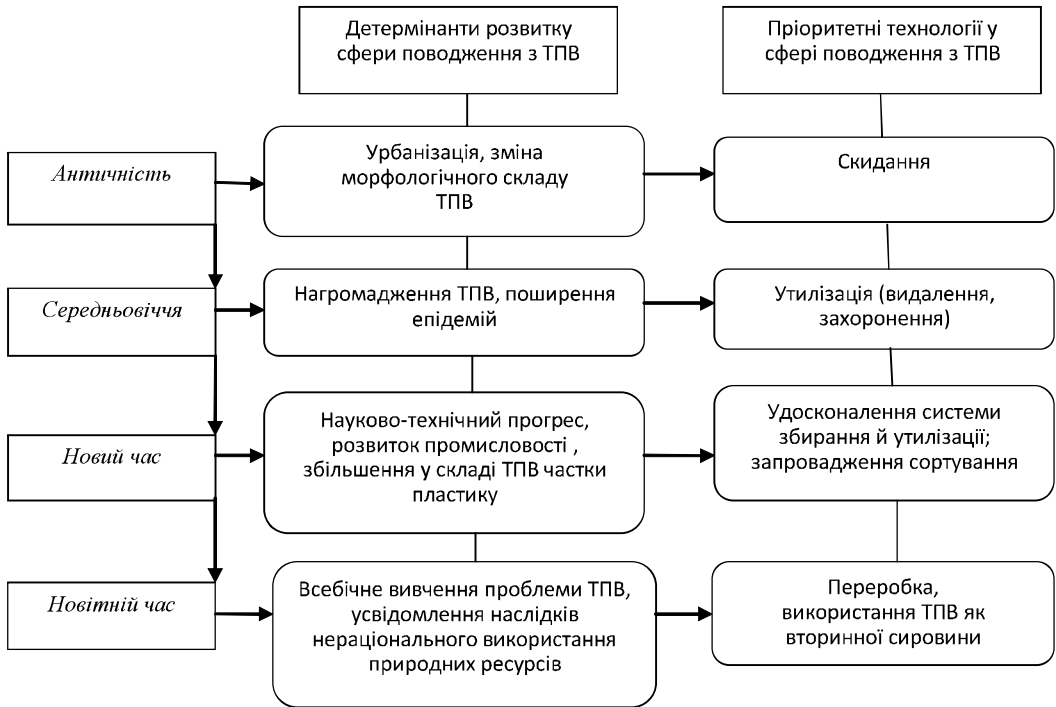 Детермінанти розвитку
сфери поводження з ТПВ
Пріоритетні технології у
сфері поводження з ТПВ
Античність
Урбанізація, зміна
морфологічного складу
ТПВ
Скидання
Середньовіччя
Нагромадження ТПВ, поширення
епідемій
Утилізація (видалення,
захоронення)
Новий час
Науково-технічний прогрес,
розвиток промисловості ,
збільшення у складі ТПВ частки
пластику
Удосконалення системи
збирання й утилізації;
запровадження сортування
Новітній час
Всебічне вивчення проблеми ТПВ,
усвідомлення наслідків
нераціонального використання
природних ресурсів
Переробка,
використання ТПВ як
вторинної сировини